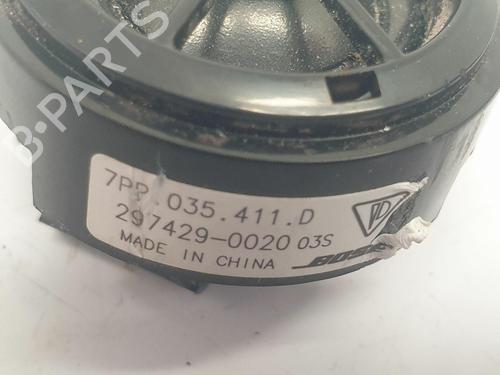 B-PARTS
7PP.035.411.D
297429-0020 03S
MADE IN CHINA
BOSE